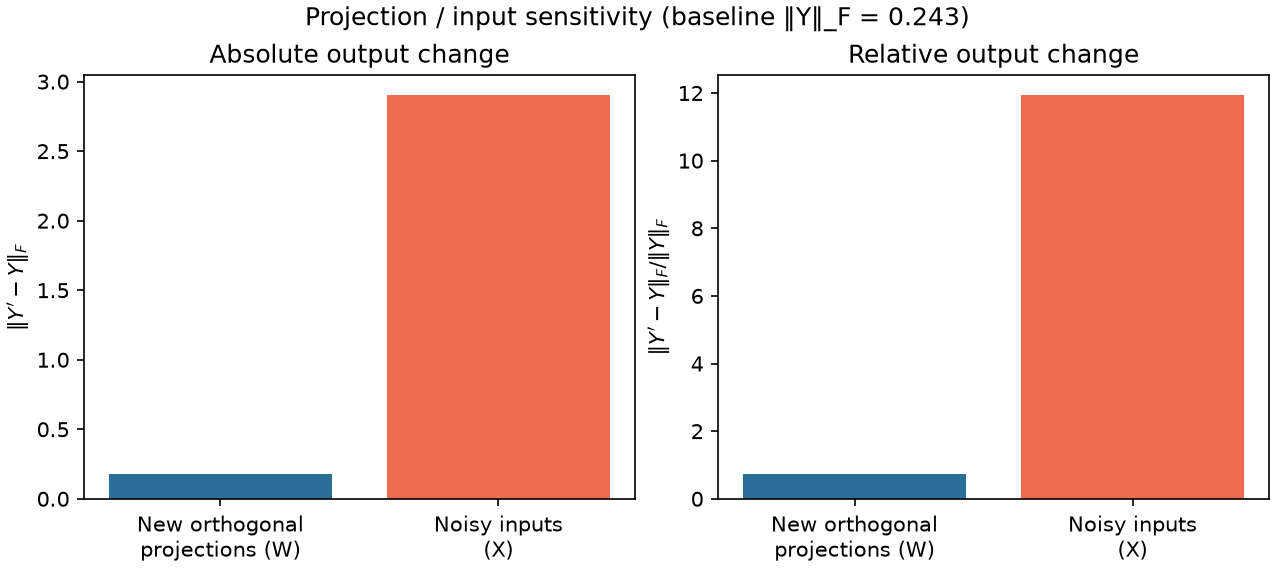 Projection / input sensitivity (baseline ‖Y‖_F = 0.243)
Absolute output change
‖Y′ − Y‖F
3.0
2.5
2.0
1.5
1.0
0.5
0.0
New orthogonal
projections (W)
Noisy inputs
(X)
Relative output change
‖Y′ − Y‖F/‖Y‖F
12
10
8
6
4
2
0
New orthogonal
projections (W)
Noisy inputs
(X)